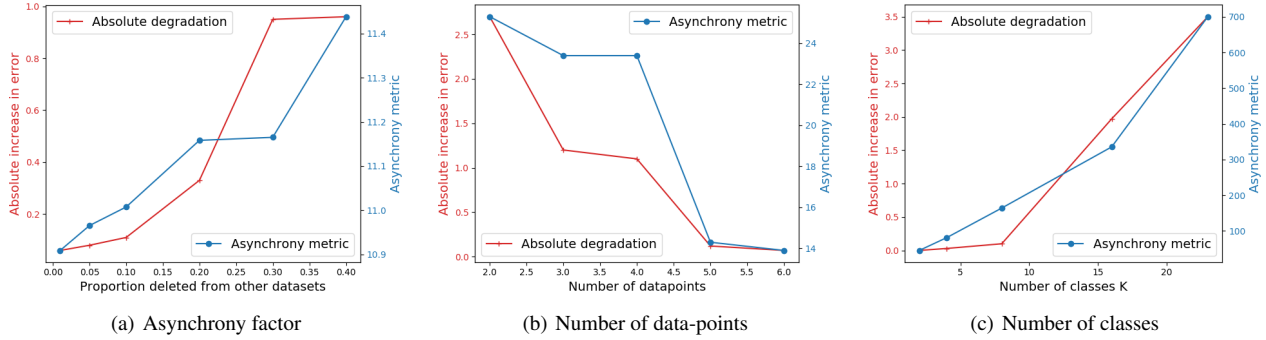 Absolute degradation
Asynchrony metric
1.0
0.8
0.6
0.4
0.2
Absolute increase in error
11.4
11.3
11.2
11.1
11.0
10.9
Asynchrony metric
0.00 0.05 0.10 0.15 0.20 0.25 0.30 0.35 0.40
Proportion deleted from other datasets
(a) Asynchrony factor
Asynchrony metric
Absolute degradation
2.5
2.0
1.5
1.0
0.5
0.0
Absolute increase in error
24
22
20
18
16
14
Asynchrony metric
2.0 2.5 3.0 3.5 4.0 4.5 5.0 5.5 6.0
Number of datapoints
(b) Number of data-points
Absolute degradation
Asynchrony metric
3.5
3.0
2.5
2.0
1.5
1.0
0.5
0.0
Absolute increase in error
700
600
500
400
300
200
100
Asynchrony metric
5 10 15 20
Number of classes K
(c) Number of classes